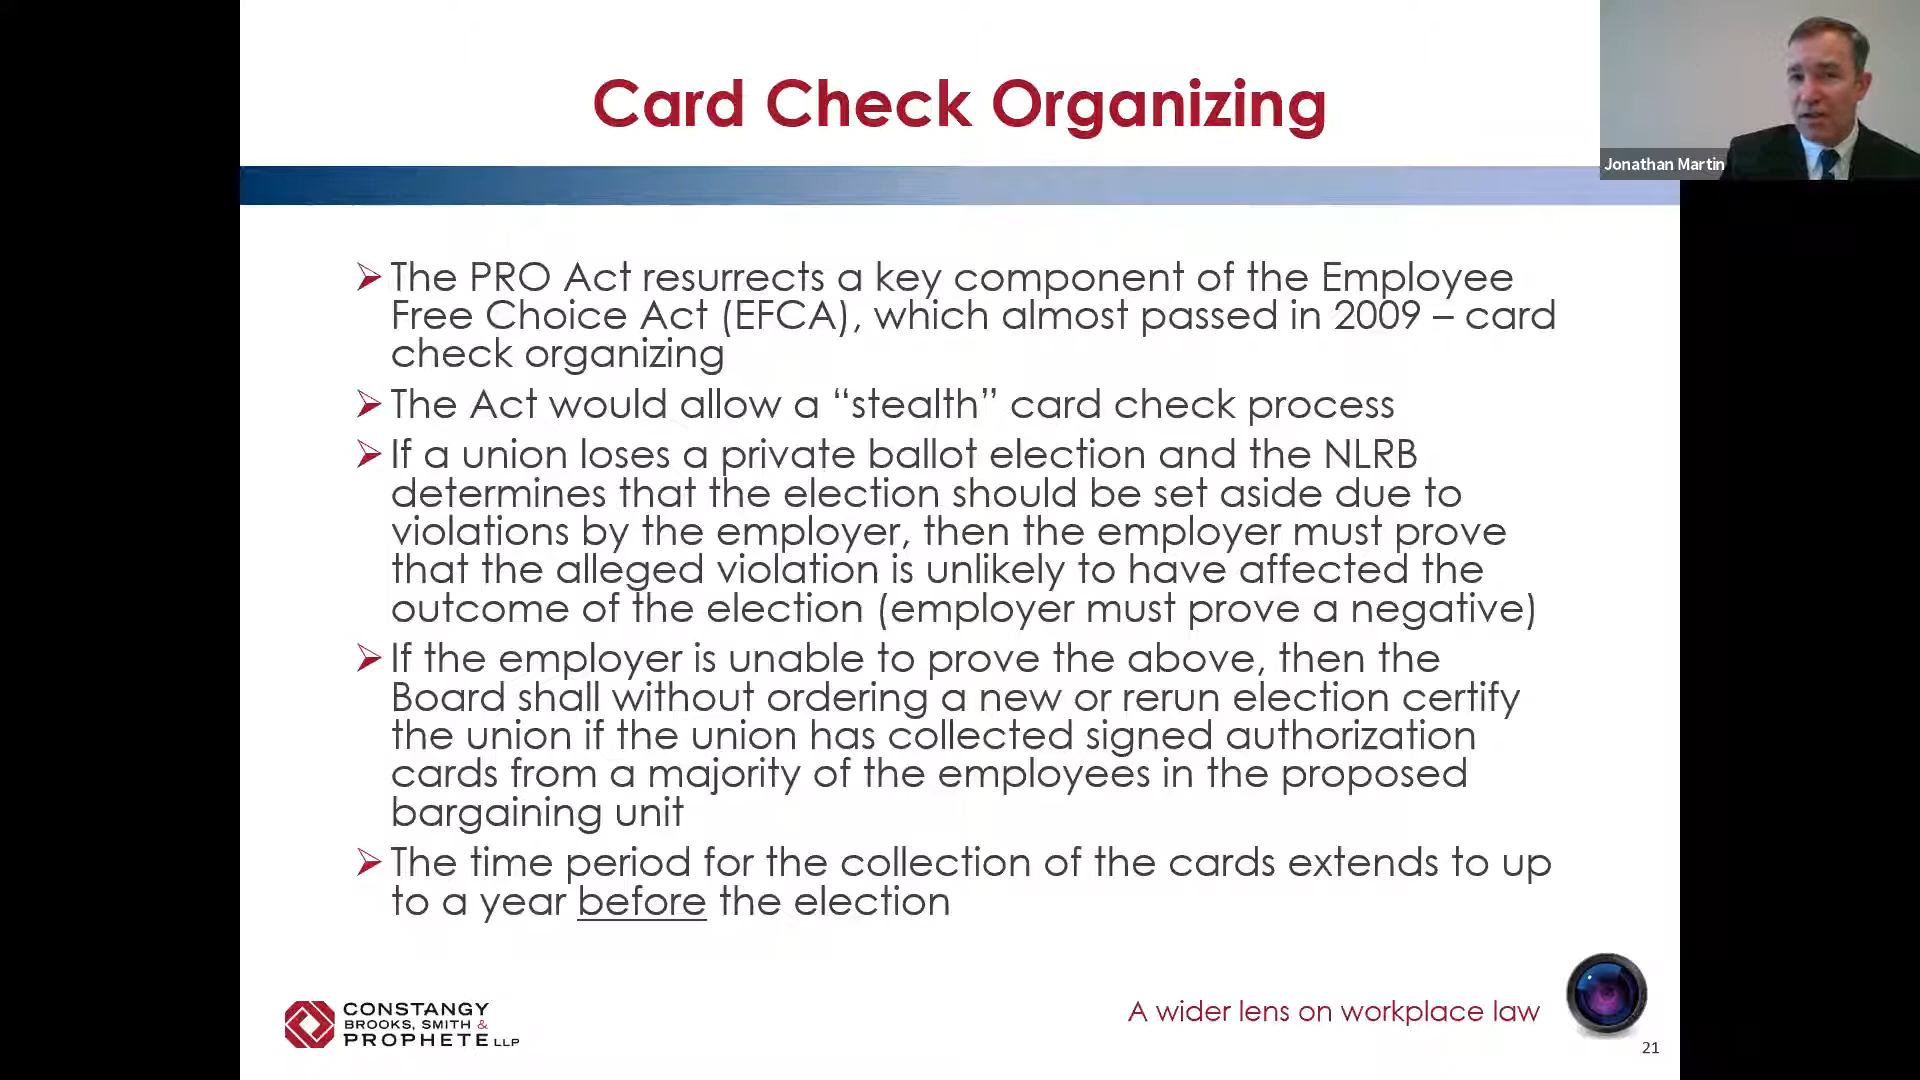 Card Check Organizing
Jonathan Martin
The PRO Act resurrects a key component of the Employee
Free Choice Act (EFCA), which almost passed in 2009 – card
check organizing
The Act would allow a “stealth” card check process
If a union loses a private ballot election and the NLRB
determines that the election should be set aside due to
violations by the employer, then the employer must prove
that the alleged violation is unlikely to have affected the
outcome of the election (employer must prove a negative)
If the employer is unable to prove the above, then the
Board shall without ordering a new or rerun election certify
the union if the union has collected signed authorization
cards from a majority of the employees in the proposed
bargaining unit
The time period for the collection of the cards extends to up
to a year before the election
CONSTANGY
BROOKS, SMITH &
PROPHETE LLP
A wider lens on workplace law
21